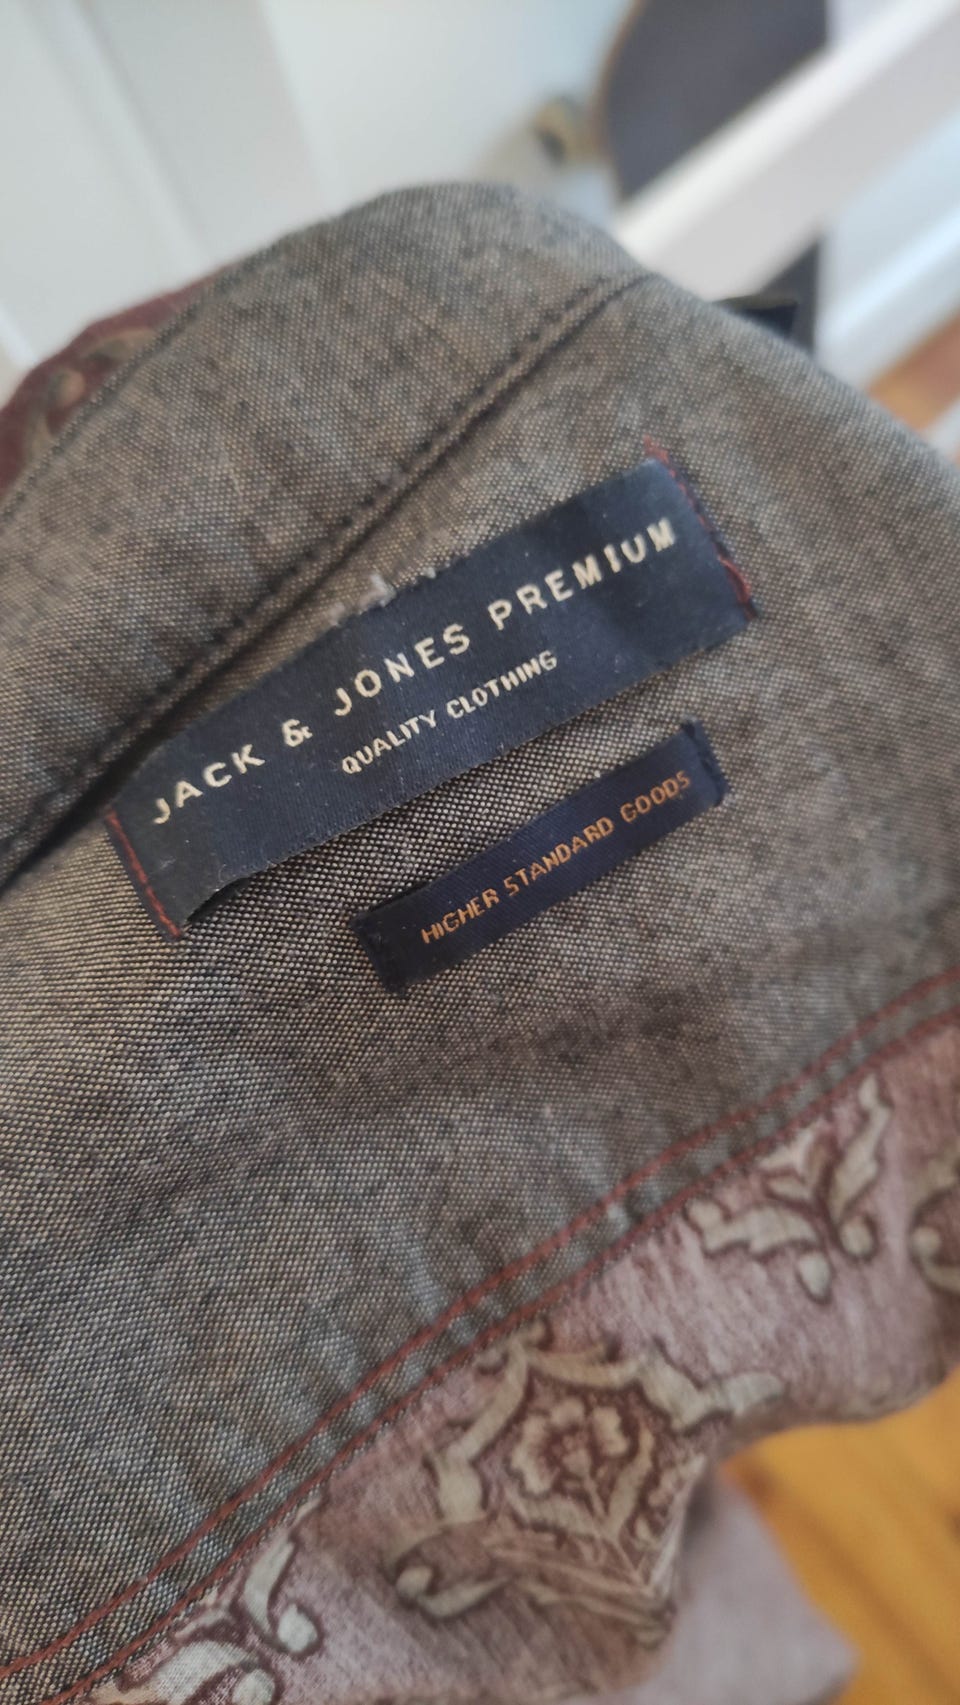 JACK & JONES PREMIUM
QUALITY CLOTHING
HIGHER STANDARD GOODS